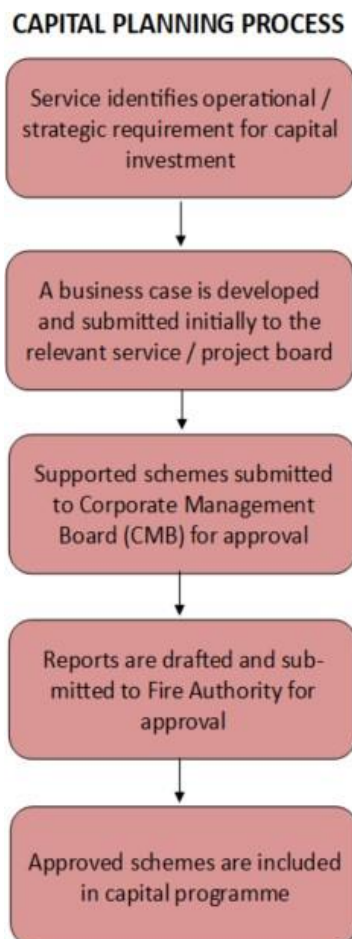 CAPITAL PLANNING PROCESS
Service identifies operational /
strategic requirement for capital
investment
A business case is developed
and submitted initially to the
relevant service / project board
Supported schemes submitted
to Corporate Management
Board (CMB) for approval
Reports are drafted and sub-
mitted to Fire Authority for
approval
Approved schemes are included
in capital programme